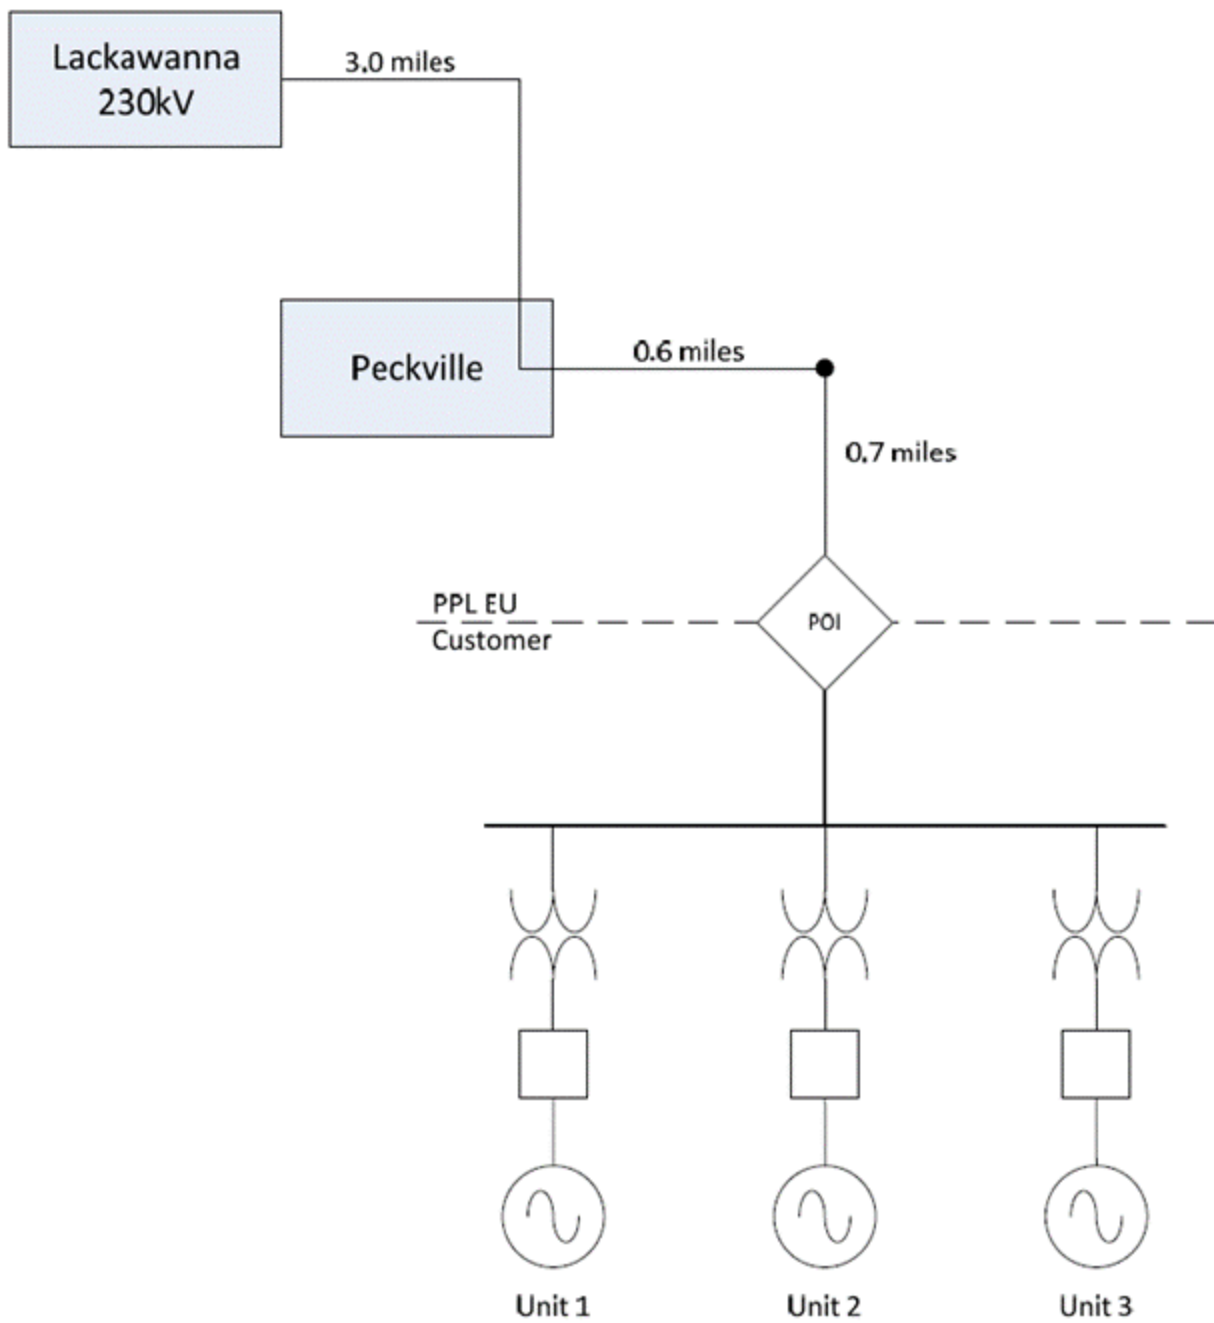 Lackawanna
230kV
3.0 miles
Peckville
0.6 miles
0.7 miles
PPL EU
Customer
POI
Unit 1
Unit 2
Unit 3